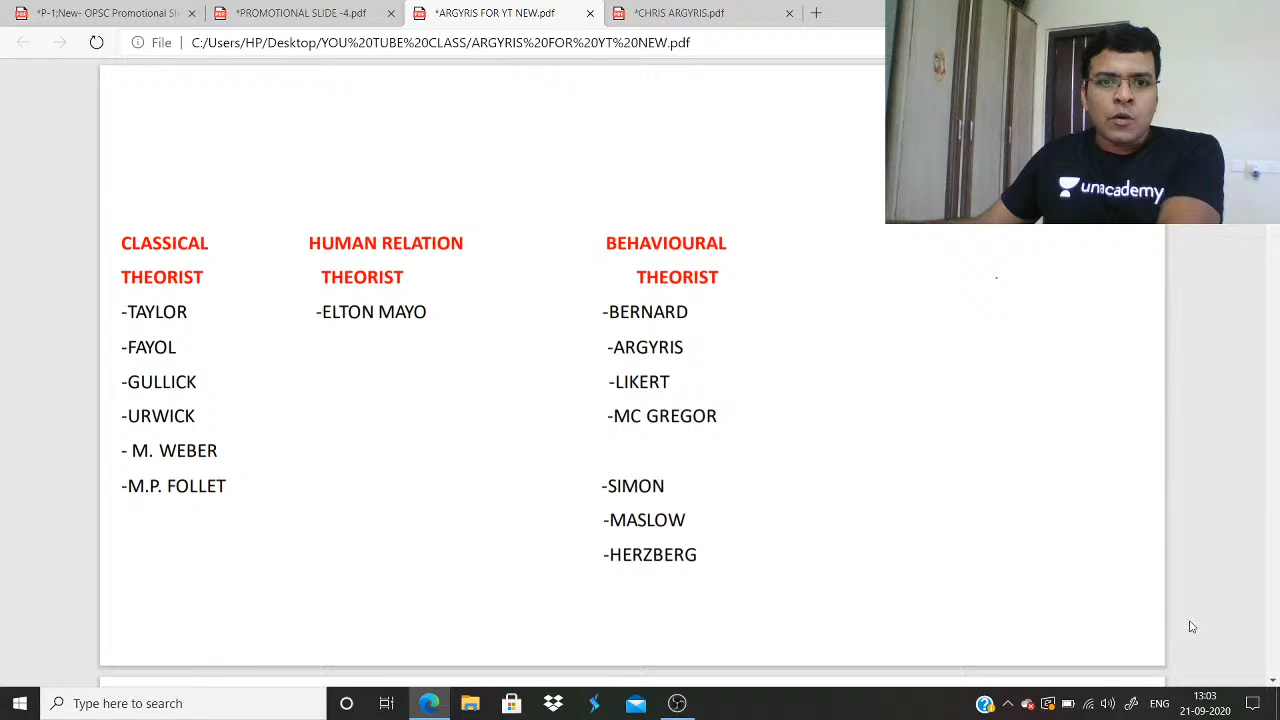 *P-1;New- OPSC Promotional Sl
*PROMOTIONAL SLIDE -4.pdf
*ARGYRIS FOR YT NEW.pdf
*CHRIS ARGYRIS.pdf
File C:/Users/HP/Desktop/YOU%20TUBE%20CLASS/ARGYRIS%20FOR%20YT%20NEW.pdf
unacademy
CLASSICAL HUMAN RELATION BEHAVIOURAL
THEORIST THEORIST THEORIST
-TAYLOR -ELTON MAYO -BERNARD
-FAYOL -ARGYRIS
-GULLICK -LIKERT
-URWICK -MC GREGOR
- M. WEBER
-M.P. FOLLET -SIMON
-MASLOW
-HERZBERG
Type here to search
ENG
13:03
21-09-2020